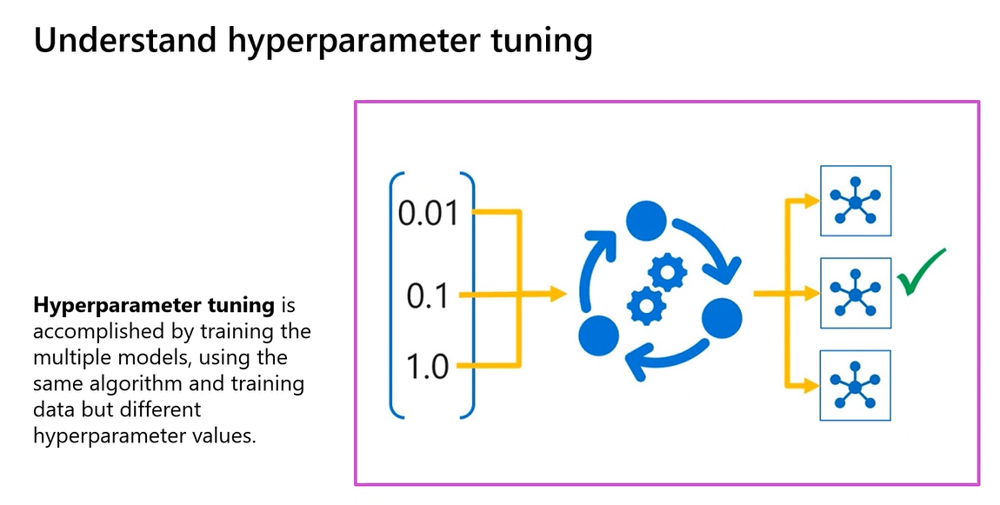 Understand hyperparameter tuning
0.01
0.1
1.0
Hyperparameter tuning is
accomplished by training the
multiple models, using the
same algorithm and training
data but different
hyperparameter values.